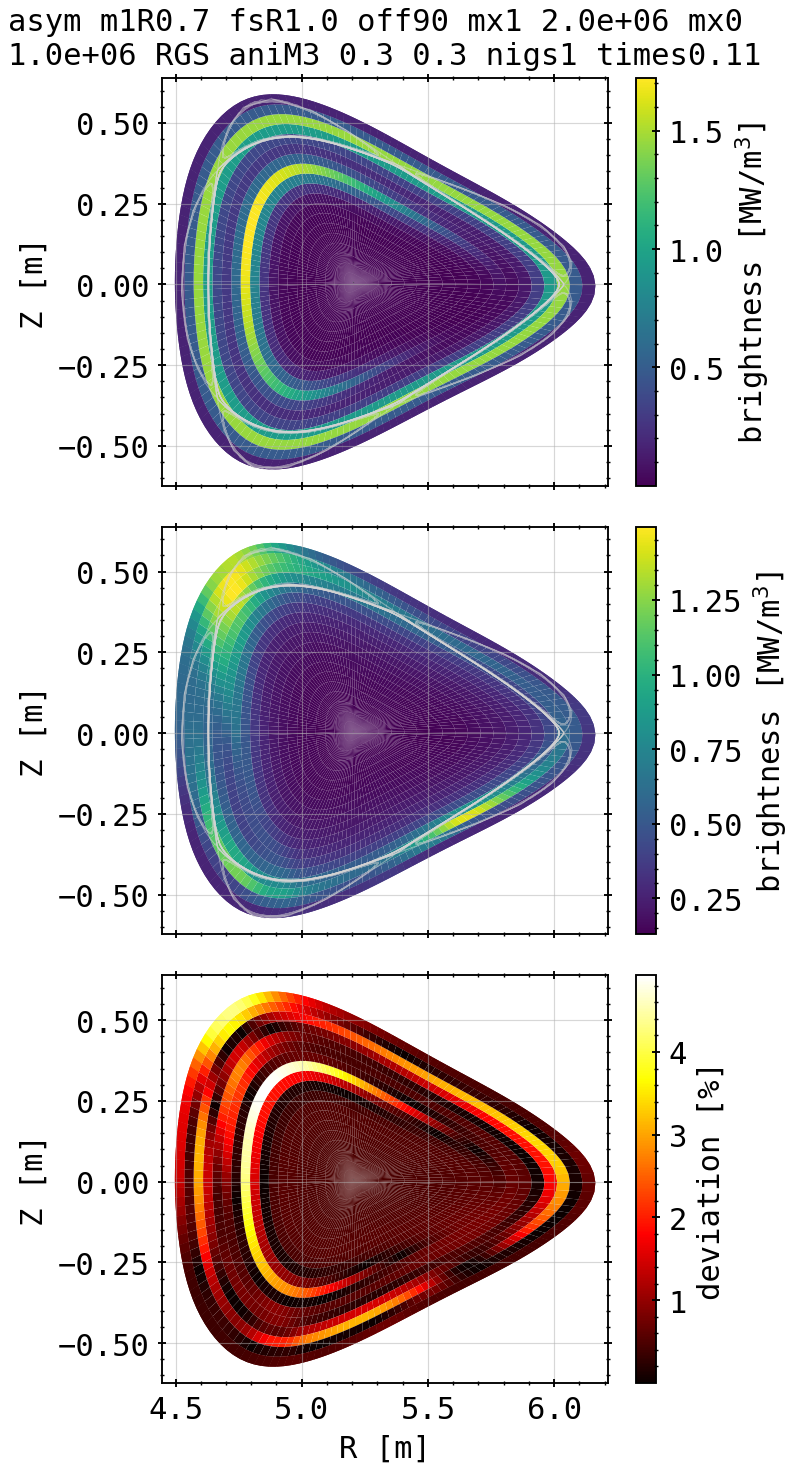 asym m1R0.7 fsR1.0 off90 mx1 2.0e+06 mx0
1.0e+06 RGS aniM3 0.3 0.3 nigs1 times0.11
0.50
0.25
0.00
−0.25
−0.50
Z [m]
1.5
1.0
0.5
brightness [MW/m³]
0.50
0.25
0.00
−0.25
−0.50
Z [m]
1.25
1.00
0.75
0.50
0.25
brightness [MW/m³]
0.50
0.25
0.00
−0.25
−0.50
Z [m]
4
3
2
1
deviation [%]
4.5 5.0 5.5 6.0
R [m]